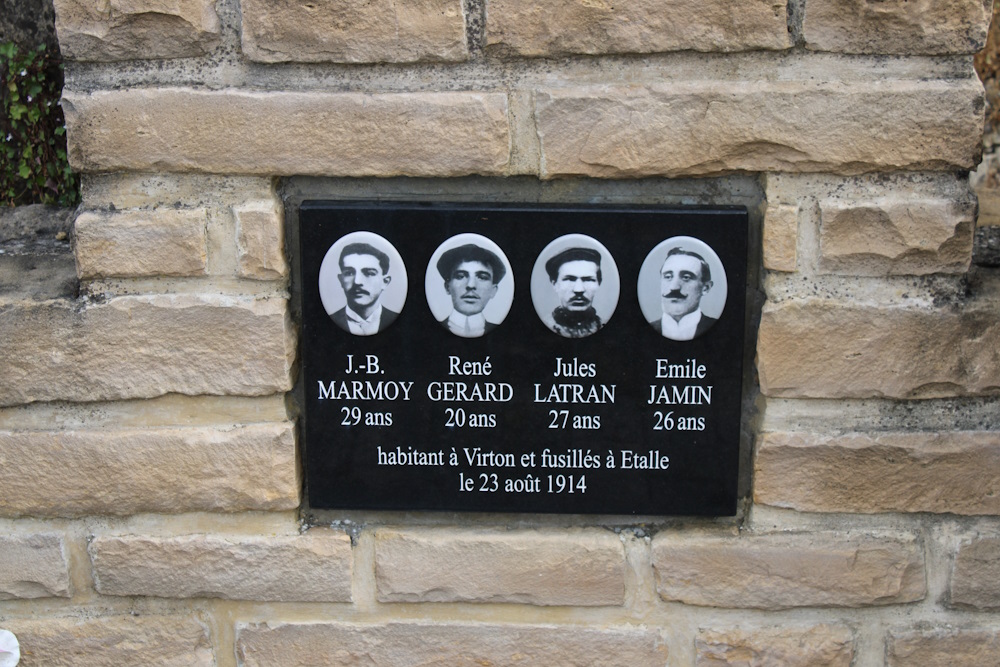 J.-B. René Jules Emile
MARMOY GERARD LATRAN JAMIN
29 ans 20 ans 27 ans 26 ans
habitant à Virton et fusillés à Etalle
le 23 août 1914